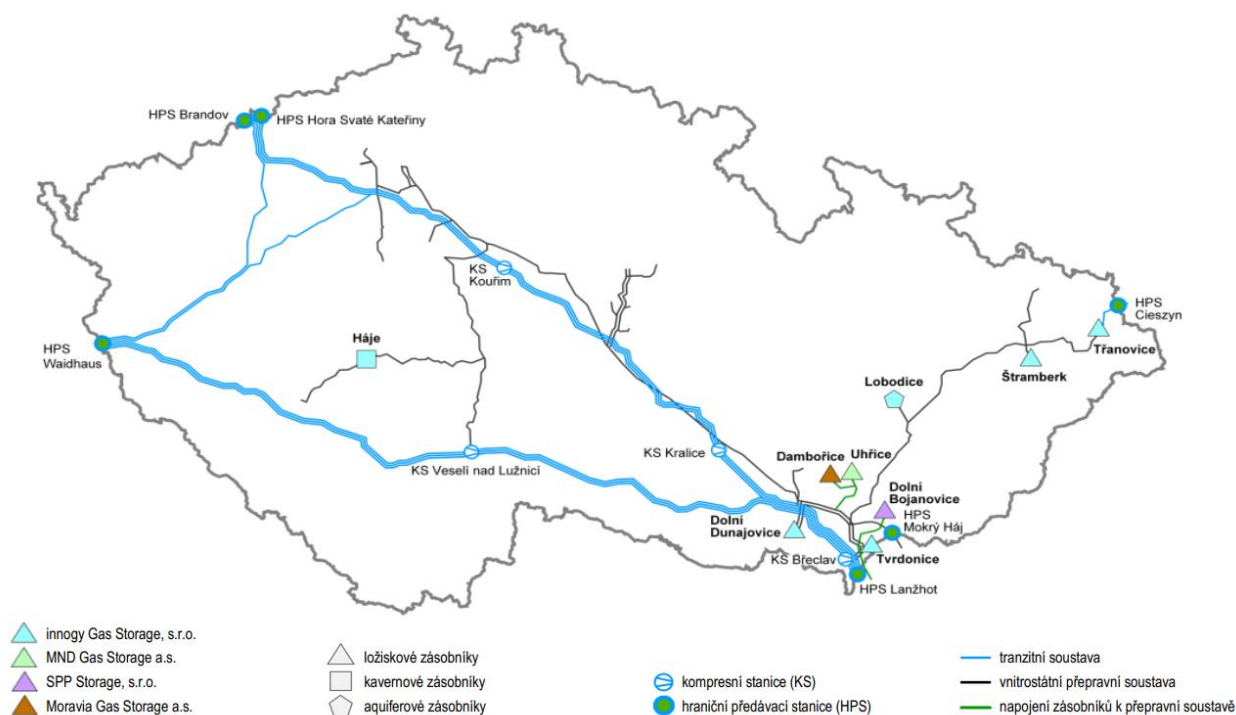 HPS Brandov
HPS Hora Svaté Kateřiny
KS
Kouřim
HPS
Cieszyn
HPS
Waidhaus
Háje
Třanovice
Štramberk
Lobodice
KS Veselí nad Lužnicí
KS Kralice
Dambořice
Uhřice
Dolní
Bojanovice
HPS
Mokrý Háj
Dolní
Dunajovice
KS Břeclav
Tvrdonice
HPS Lanžhot
innogy Gas Storage, s.r.o.
MND Gas Storage a.s.
SPP Storage, s.r.o.
Moravia Gas Storage a.s.
ložiskové zásobníky
kavernové zásobníky
aquiferové zásobníky
kompresní stanice (KS)
hraniční předávací stanice (HPS)
tranzitní soustava
vnitrostátní přepravní soustava
napojení zásobníků k přepravní soustavě